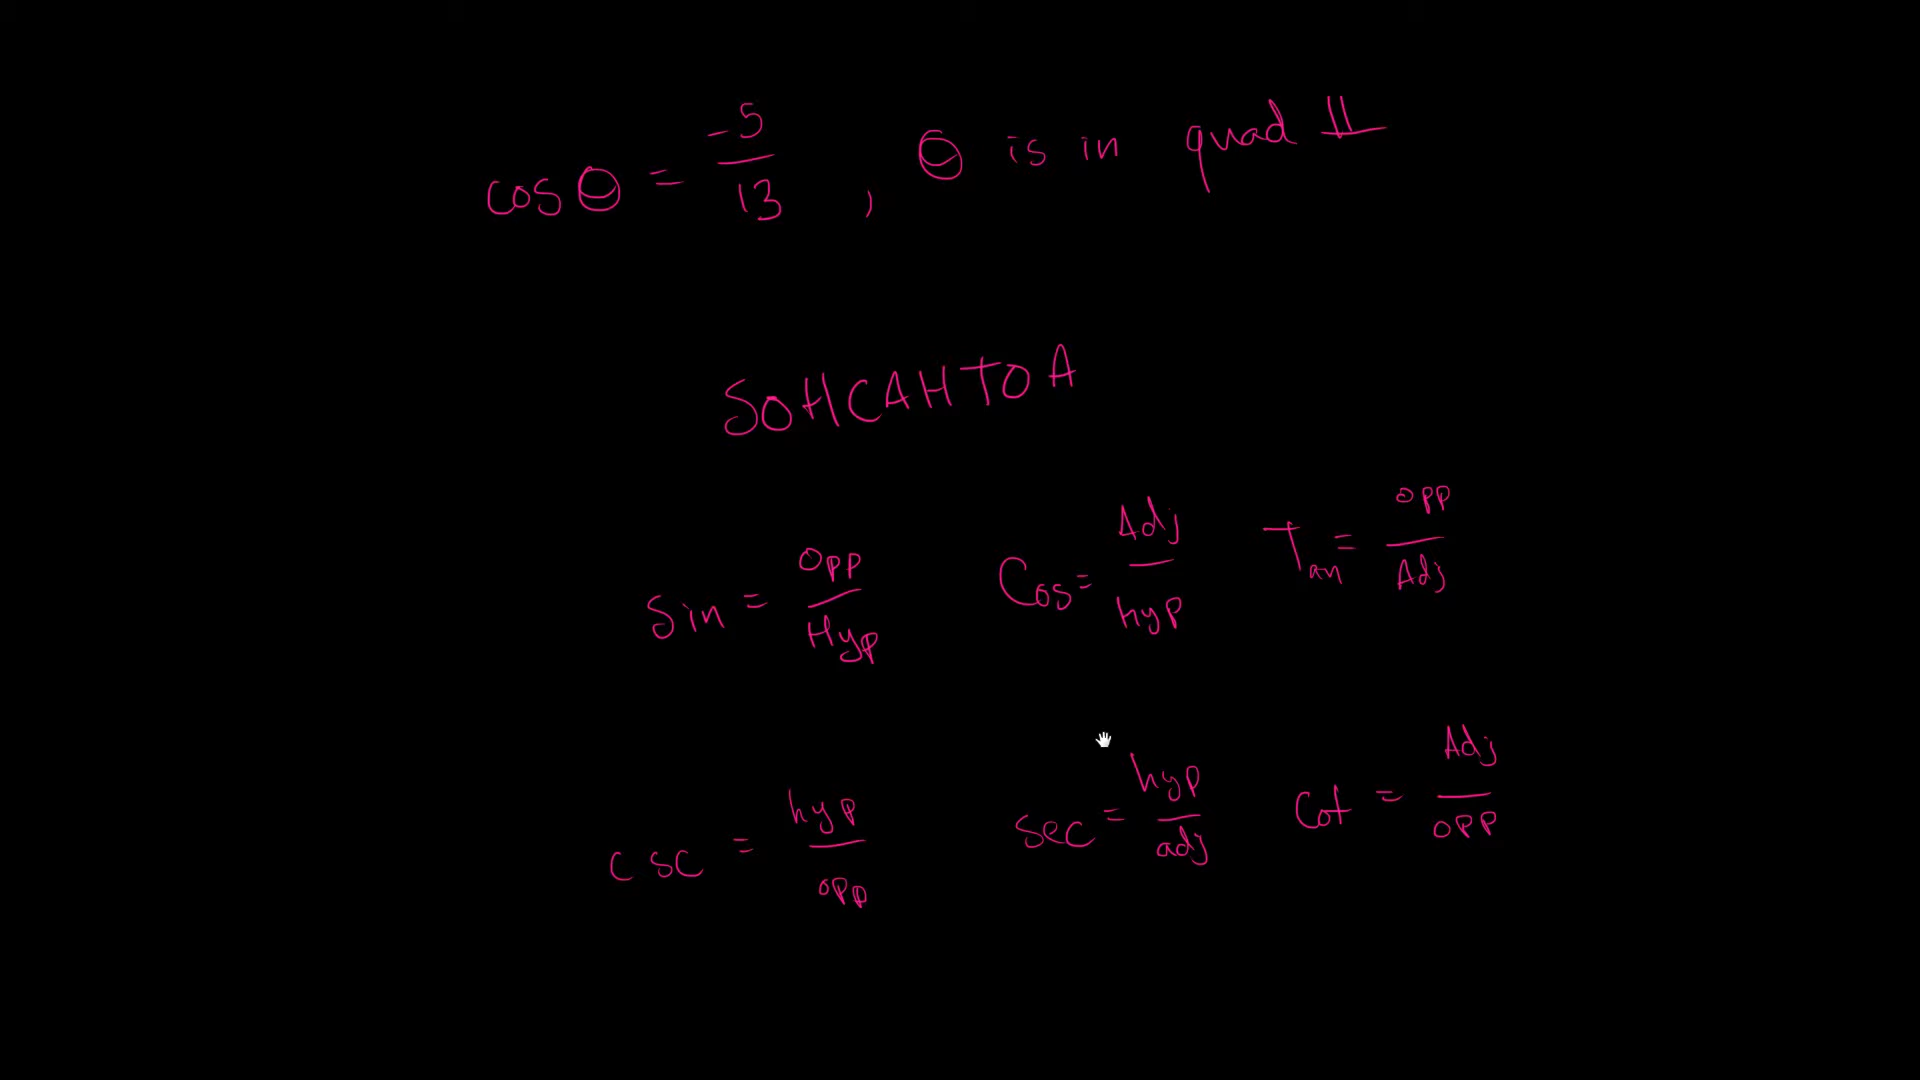 cos θ = -5/13 , θ is in quad II
SOHCAHTOA
Sin = Opp/Hyp Cos = Adj/hyp Tan = opp/Adj
csc = hyp/opp sec = hyp/adj Cot = Adj/opp